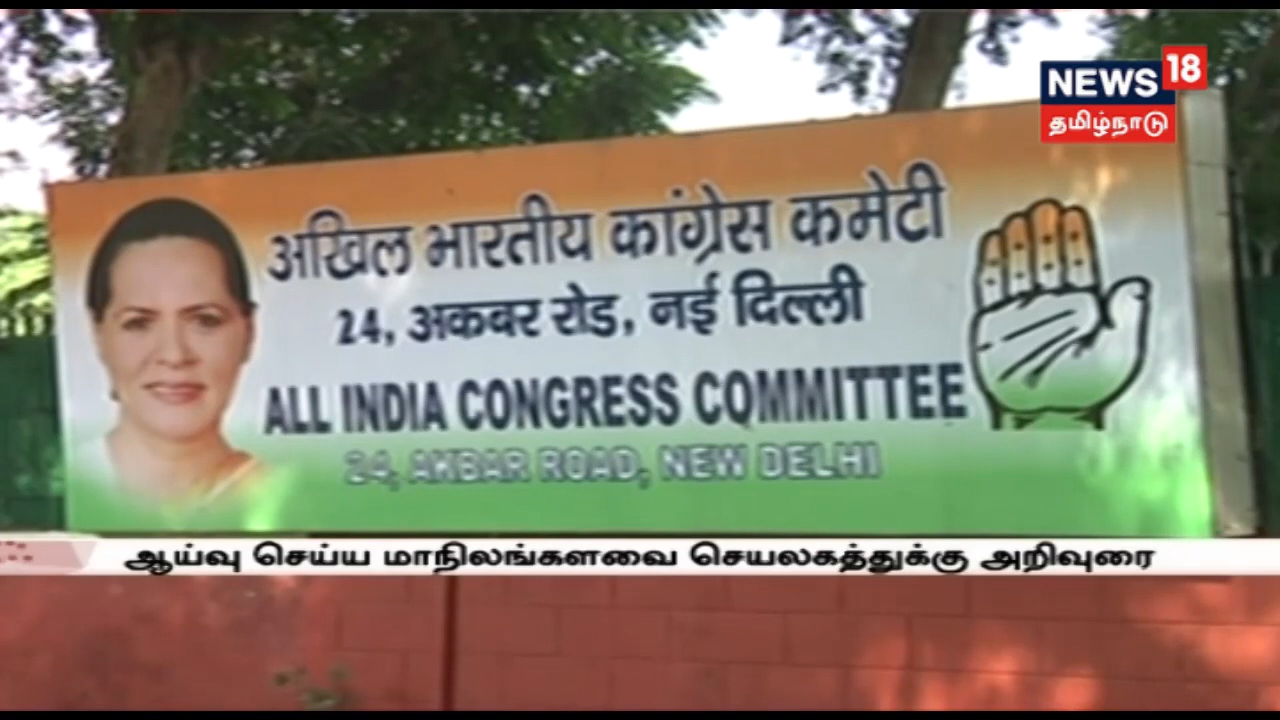 NEWS 18
தமிழ்நாடு
अखिल भारतीय कांग्रेस कमेटी
24, अकबर रोड, नई दिल्ली
ALL INDIA CONGRESS COMMITTEE
24, AKBAR ROAD, NEW DELHI
ஆய்வு செய்ய மாநிலங்களவை செயலகத்துக்கு அறிவுரை